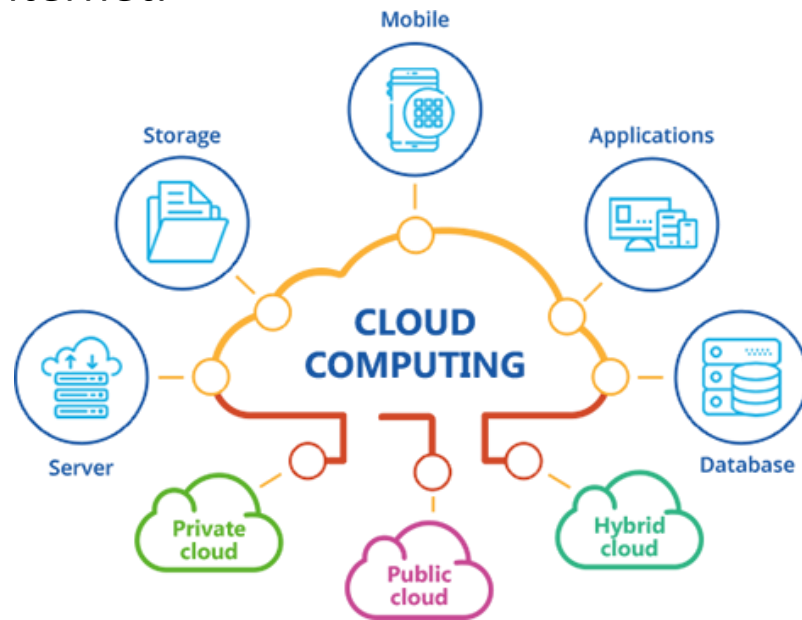 Mobile
Storage
Applications
CLOUD
COMPUTING
Server
Database
Private
cloud
Public
cloud
Hybrid
cloud